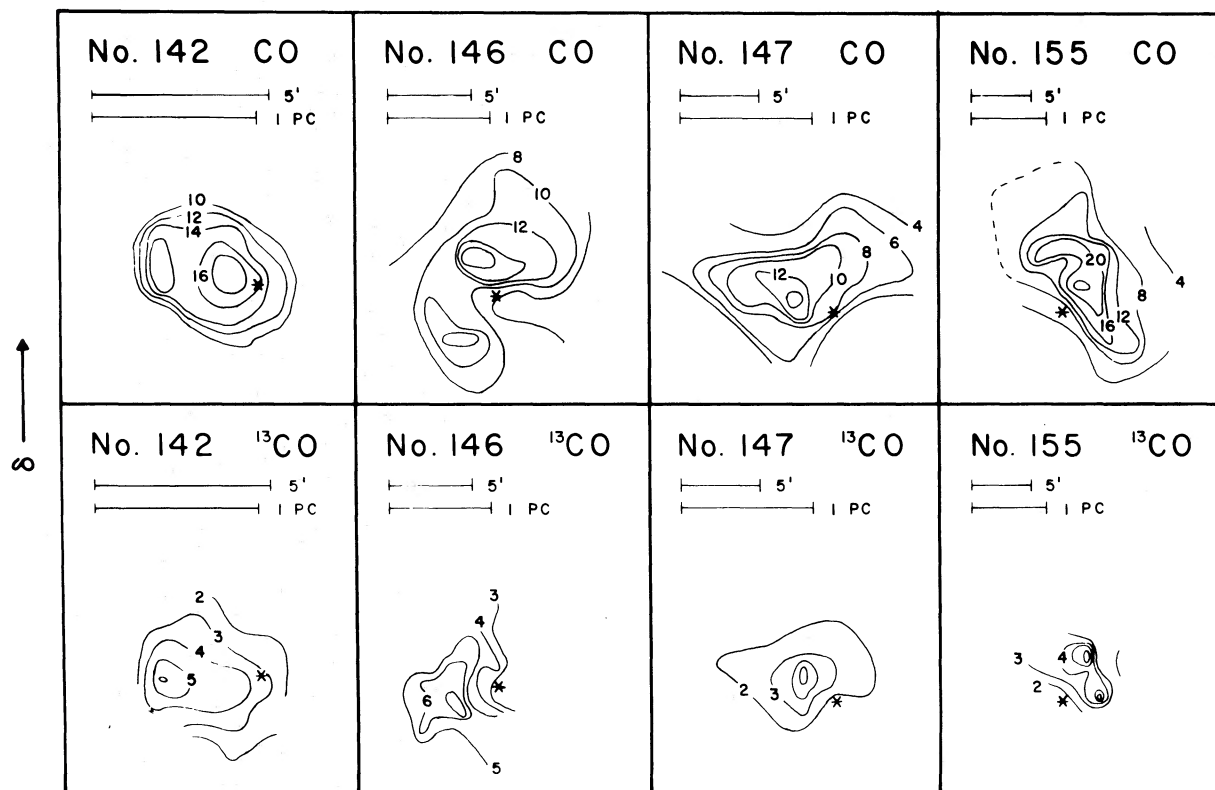 No. 142 CO
5'
1 PC
10
12
14
16
No. 146 CO
5'
1 PC
8
10
12
No. 147 CO
5'
1 PC
4
6
8
10
12
No. 155 CO
5'
1 PC
20
4
8
12
16
δ
No. 142 ¹³CO
5'
1 PC
2
3
4
5
No. 146 ¹³CO
5'
1 PC
3
4
6
5
No. 147 ¹³CO
5'
1 PC
2
3
No. 155 ¹³CO
5'
1 PC
4
3
2